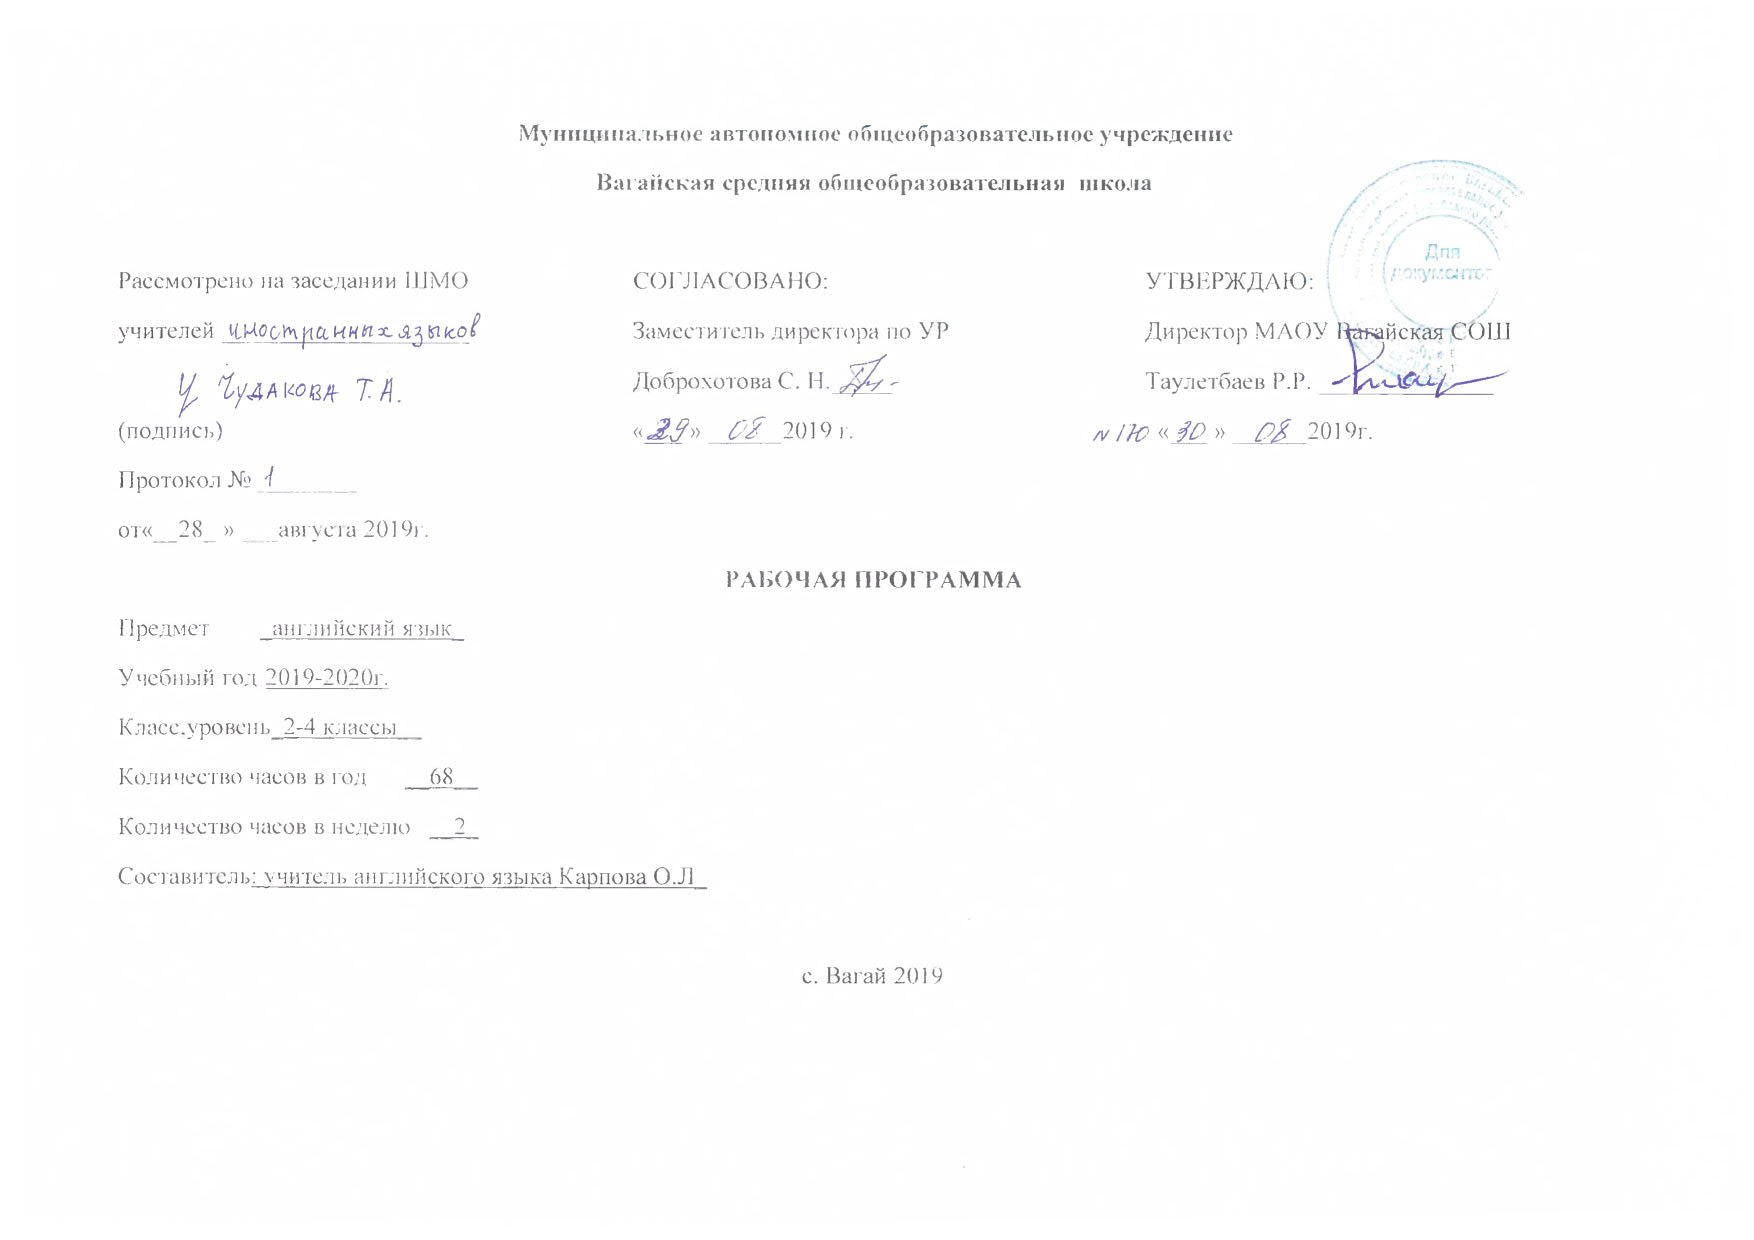 Муниципальное автономное общеобразовательное учреждение
Вагайская средняя общеобразовательная школа
Рассмотрено на заседании ШМО
учителей иностранных языков
Чудакова Т.А.
(подпись)
Протокол № 1
от«__28_ » ___августа 2019г.
СОГЛАСОВАНО:
Заместитель директора по УР
Доброхотова С. Н.
«29» 08 2019 г.
УТВЕРЖДАЮ:
Директор МАОУ Вагайская СОШ
Таулетбаев Р.Р.
«30 » 08 2019г.
Для
документов
РАБОЧАЯ ПРОГРАММА
Предмет _английский язык_
Учебный год 2019-2020г.
Класс,уровень_2-4 классы__
Количество часов в год __68__
Количество часов в неделю __2_
Составитель: учитель английского языка Карпова О.Л_
с. Вагай 2019